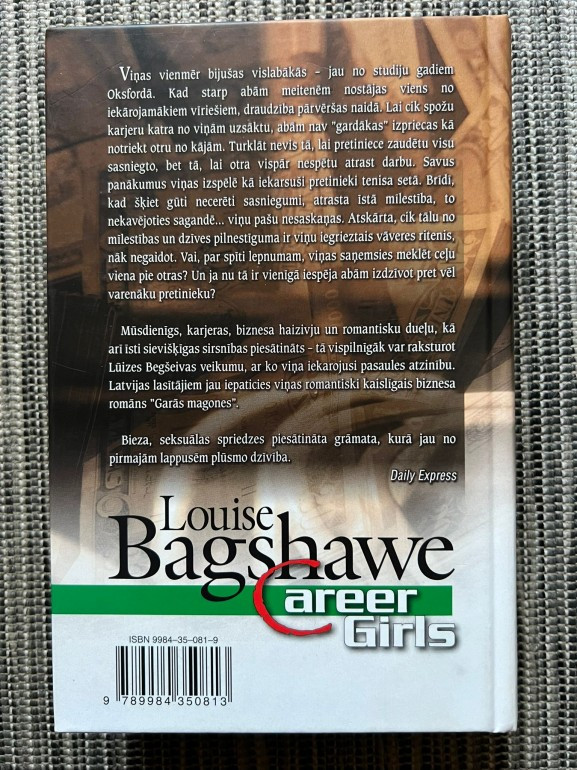 Viņas vienmēr bijušas vislabākās – jau no studiju gadiem
Oksfordā. Kad starp abām meitenēm nostājas viens no
iekārojamākiem vīriešiem, draudzība pārvēršas naidā. Lai cik spožu
karjeru katra no viņām uzsāktu, abām nav "gardākas" izpriecas kā
notriekt otru no kājām. Turklāt nevis tā, lai pretiniece zaudētu visu
sasniegto, bet tā, lai otra vispār nespētu atrast darbu. Savus
panākumus viņas izspēlē kā iekarsuši pretinieki tenisa setā. Brīdī,
kad šķiet gūti necerēti sasniegumi, atrasta īstā mīlestība, to
nekavējoties sagandē... viņu pašu nesaskaņas. Atskārta, cik tālu no
mīlestības un dzīves pilnestīguma ir viņu iegrieztais vāveres ritenis,
nāk negaidot. Vai, par spīti lepnumam, viņas saņemsies meklēt ceļu
viena pie otras? Un ja nu tā ir vienīgā iespēja abām izdzīvot pret vēl
varenāku pretinieku?
Mūsdienīgs, karjeras, biznesa haizivju un romantisku dueļu, kā
arī īsti sievišķīgas sirsnības piesātināts – tā vispilnīgāk var raksturot
Lūizes Begšeivas veikumu, ar ko viņa iekarojusi pasaules atzinību.
Latvijas lasītājiem jau iepaticies viņas romantiski kaislīgais biznesa
romāns "Garās magones".
Bieza, seksuālas spriedzes piesātināta grāmata, kurā jau no
pirmajām lappusēm plūsmo dzīvība.
Daily Express
Louise
Bagshawe
Career
Girls
ISBN 9984-35-081-9
9 789984 350813